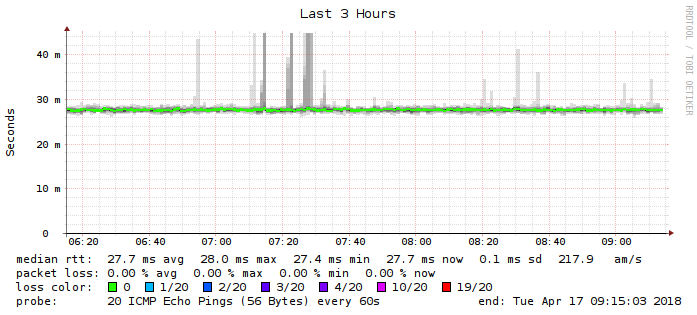 Last 3 Hours
RRDTOOL / TOBI OETIKER
Seconds
40 m
30 m
20 m
10 m
0
06:20 06:40 07:00 07:20 07:40 08:00 08:20 08:40 09:00
median rtt: 27.7 ms avg 28.0 ms max 27.4 ms min 27.7 ms now 0.1 ms sd 217.9 am/s
packet loss: 0.00 % avg 0.00 % max 0.00 % min 0.00 % now
loss color: 0 1/20 2/20 3/20 4/20 10/20 19/20
probe: 20 ICMP Echo Pings (56 Bytes) every 60s end: Tue Apr 17 09:15:03 2018